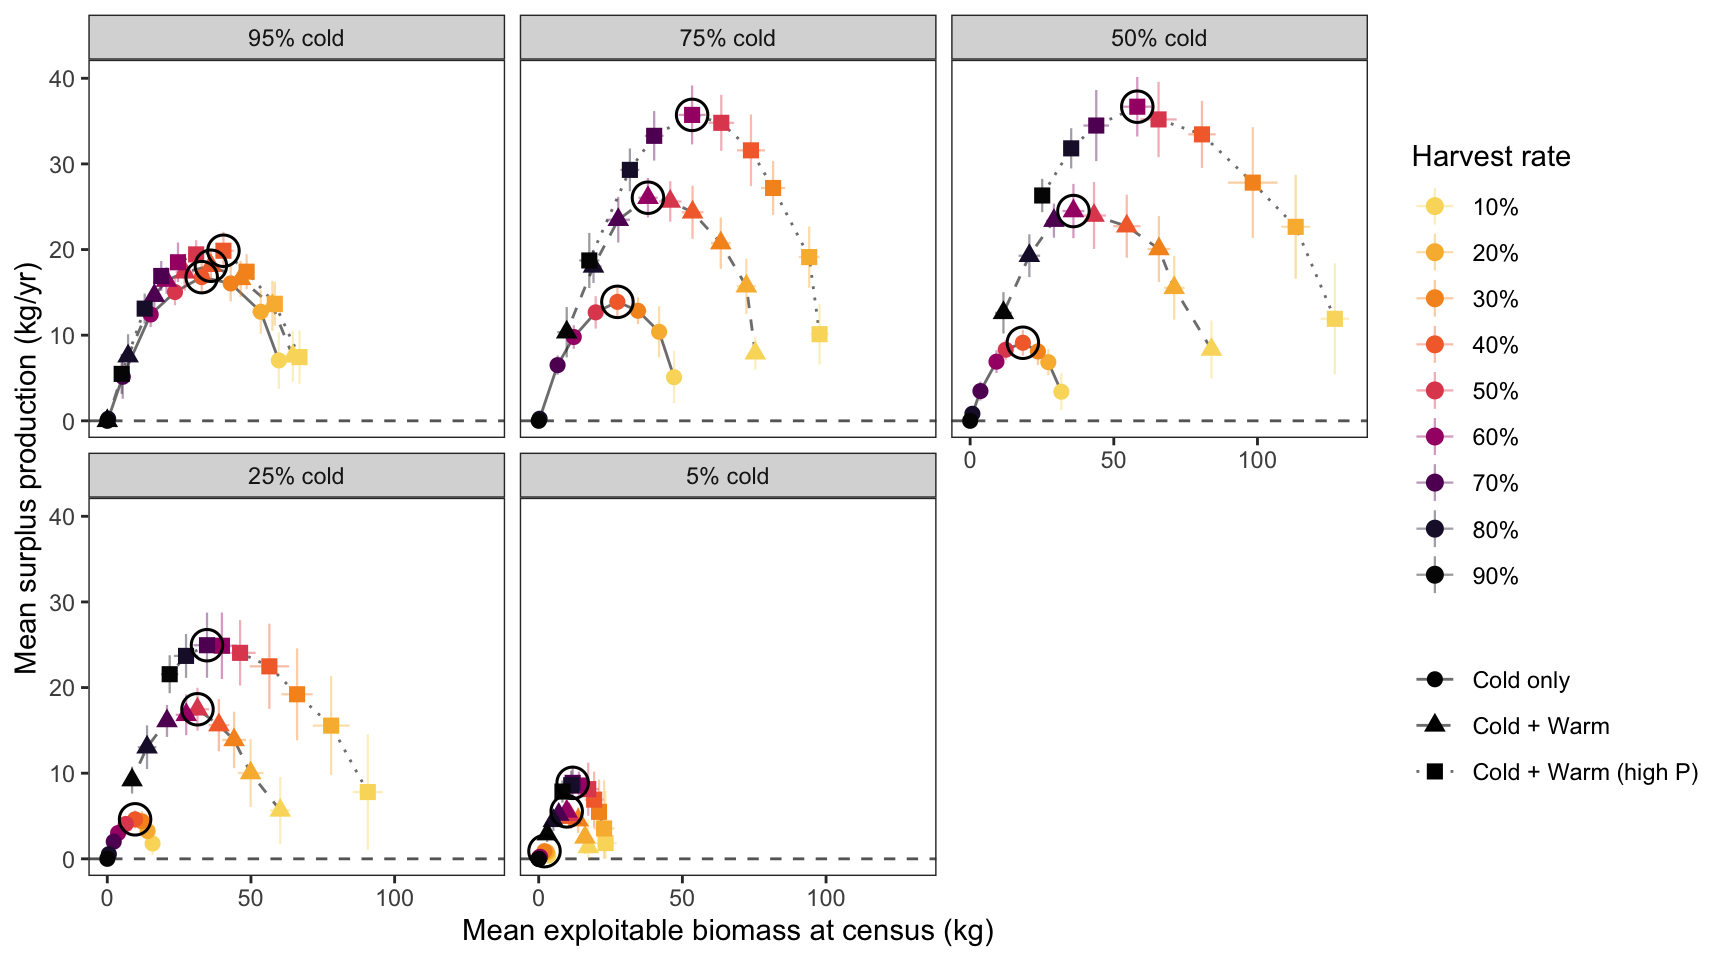 95% cold
75% cold
50% cold
40
30
20
10
0
0
50
100
25% cold
5% cold
40
30
20
10
0
0
50
100
0
50
100
Mean surplus production (kg/yr)
Mean exploitable biomass at census (kg)
Harvest rate
10%
20%
30%
40%
50%
60%
70%
80%
90%
Cold only
Cold + Warm
Cold + Warm (high P)